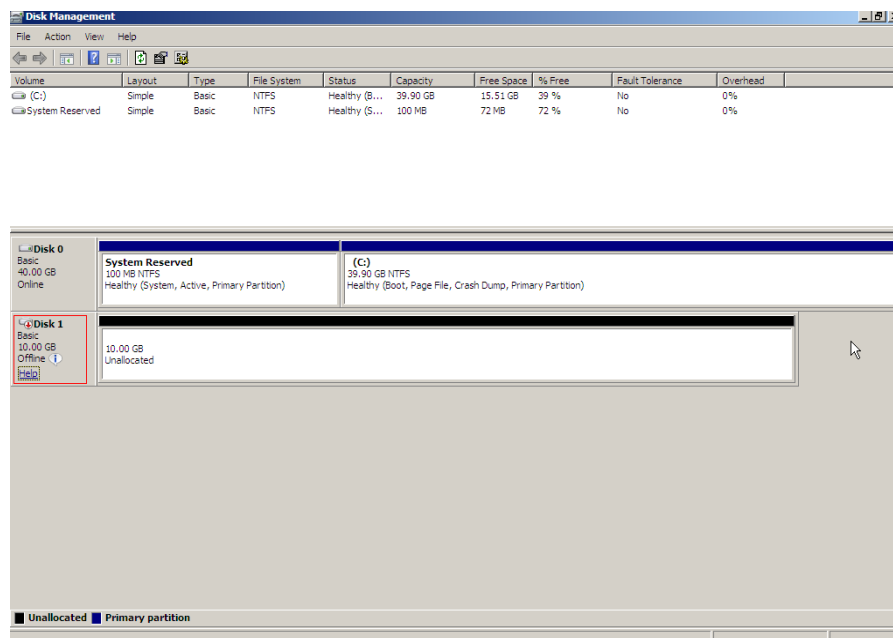 Disk Management
File Action View Help
Volume Layout Type File System Status Capacity Free Space % Free Fault Tolerance Overhead
(C:) Simple Basic NTFS Healthy (B... 39.90 GB 15.51 GB 39 % No 0%
System Reserved Simple Basic NTFS Healthy (S... 100 MB 72 MB 72 % No 0%
Disk 0
Basic
40.00 GB
Online
System Reserved
100 MB NTFS
Healthy (System, Active, Primary Partition)
(C:)
39.90 GB NTFS
Healthy (Boot, Page File, Crash Dump, Primary Partition)
Disk 1
Basic
10.00 GB
Offline
Help
10.00 GB
Unallocated
Unallocated Primary partition